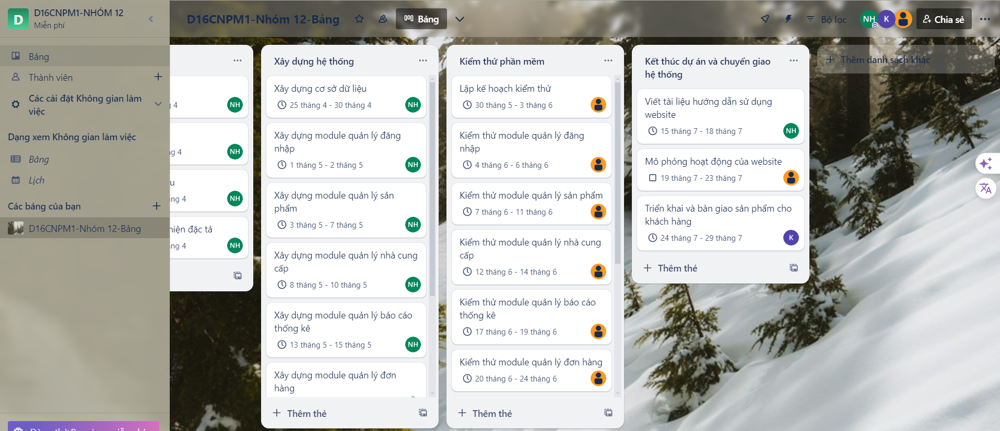 D16CNPM1-NHÓM 12
Miễn phí
Bảng
Thành viên
Các cài đặt Không gian làm
việc
Dạng xem Không gian làm việc
Bảng
Lịch
Các bảng của bạn
D16CNPM1-Nhóm 12-Bảng
D16CNPM1-Nhóm 12-Bảng
Bảng
Bộ lọc
NH
K
Chia sẻ
4
NH
g 4
NH
u
ng 4
NH
hiện đặc tả
ng 4
NH
Xây dựng hệ thống
Xây dựng cơ sở dữ liệu
25 tháng 4 - 30 tháng 4
NH
Xây dựng module quản lý đăng
nhập
1 tháng 5 - 2 tháng 5
NH
Xây dựng module quản lý sản
phẩm
3 tháng 5 - 7 tháng 5
NH
Xây dựng module quản lý nhà cung
cấp
8 tháng 5 - 10 tháng 5
NH
Xây dựng module quản lý báo cáo
thống kê
13 tháng 5 - 15 tháng 5
NH
Xây dựng module quản lý đơn
hàng
Thêm thẻ
Kiểm thử phần mềm
Lập kế hoạch kiểm thử
30 tháng 5 - 3 tháng 6
Kiểm thử module quản lý đăng
nhập
4 tháng 6 - 6 tháng 6
Kiểm thử module quản lý sản phẩm
7 tháng 6 - 11 tháng 6
Kiểm thử module quản lý nhà cung
cấp
12 tháng 6 - 14 tháng 6
Kiểm thử module quản lý báo cáo
thống kê
17 tháng 6 - 19 tháng 6
Kiểm thử module quản lý đơn hàng
20 tháng 6 - 24 tháng 6
Thêm thẻ
Kết thúc dự án và chuyển giao
hệ thống
Viết tài liệu hướng dẫn sử dụng
website
15 tháng 7 - 18 tháng 7
NH
Mô phỏng hoạt động của website
19 tháng 7 - 23 tháng 7
Triển khai và bàn giao sản phẩm cho
khách hàng
24 tháng 7 - 29 tháng 7
K
Thêm thẻ
Thêm danh sách khác